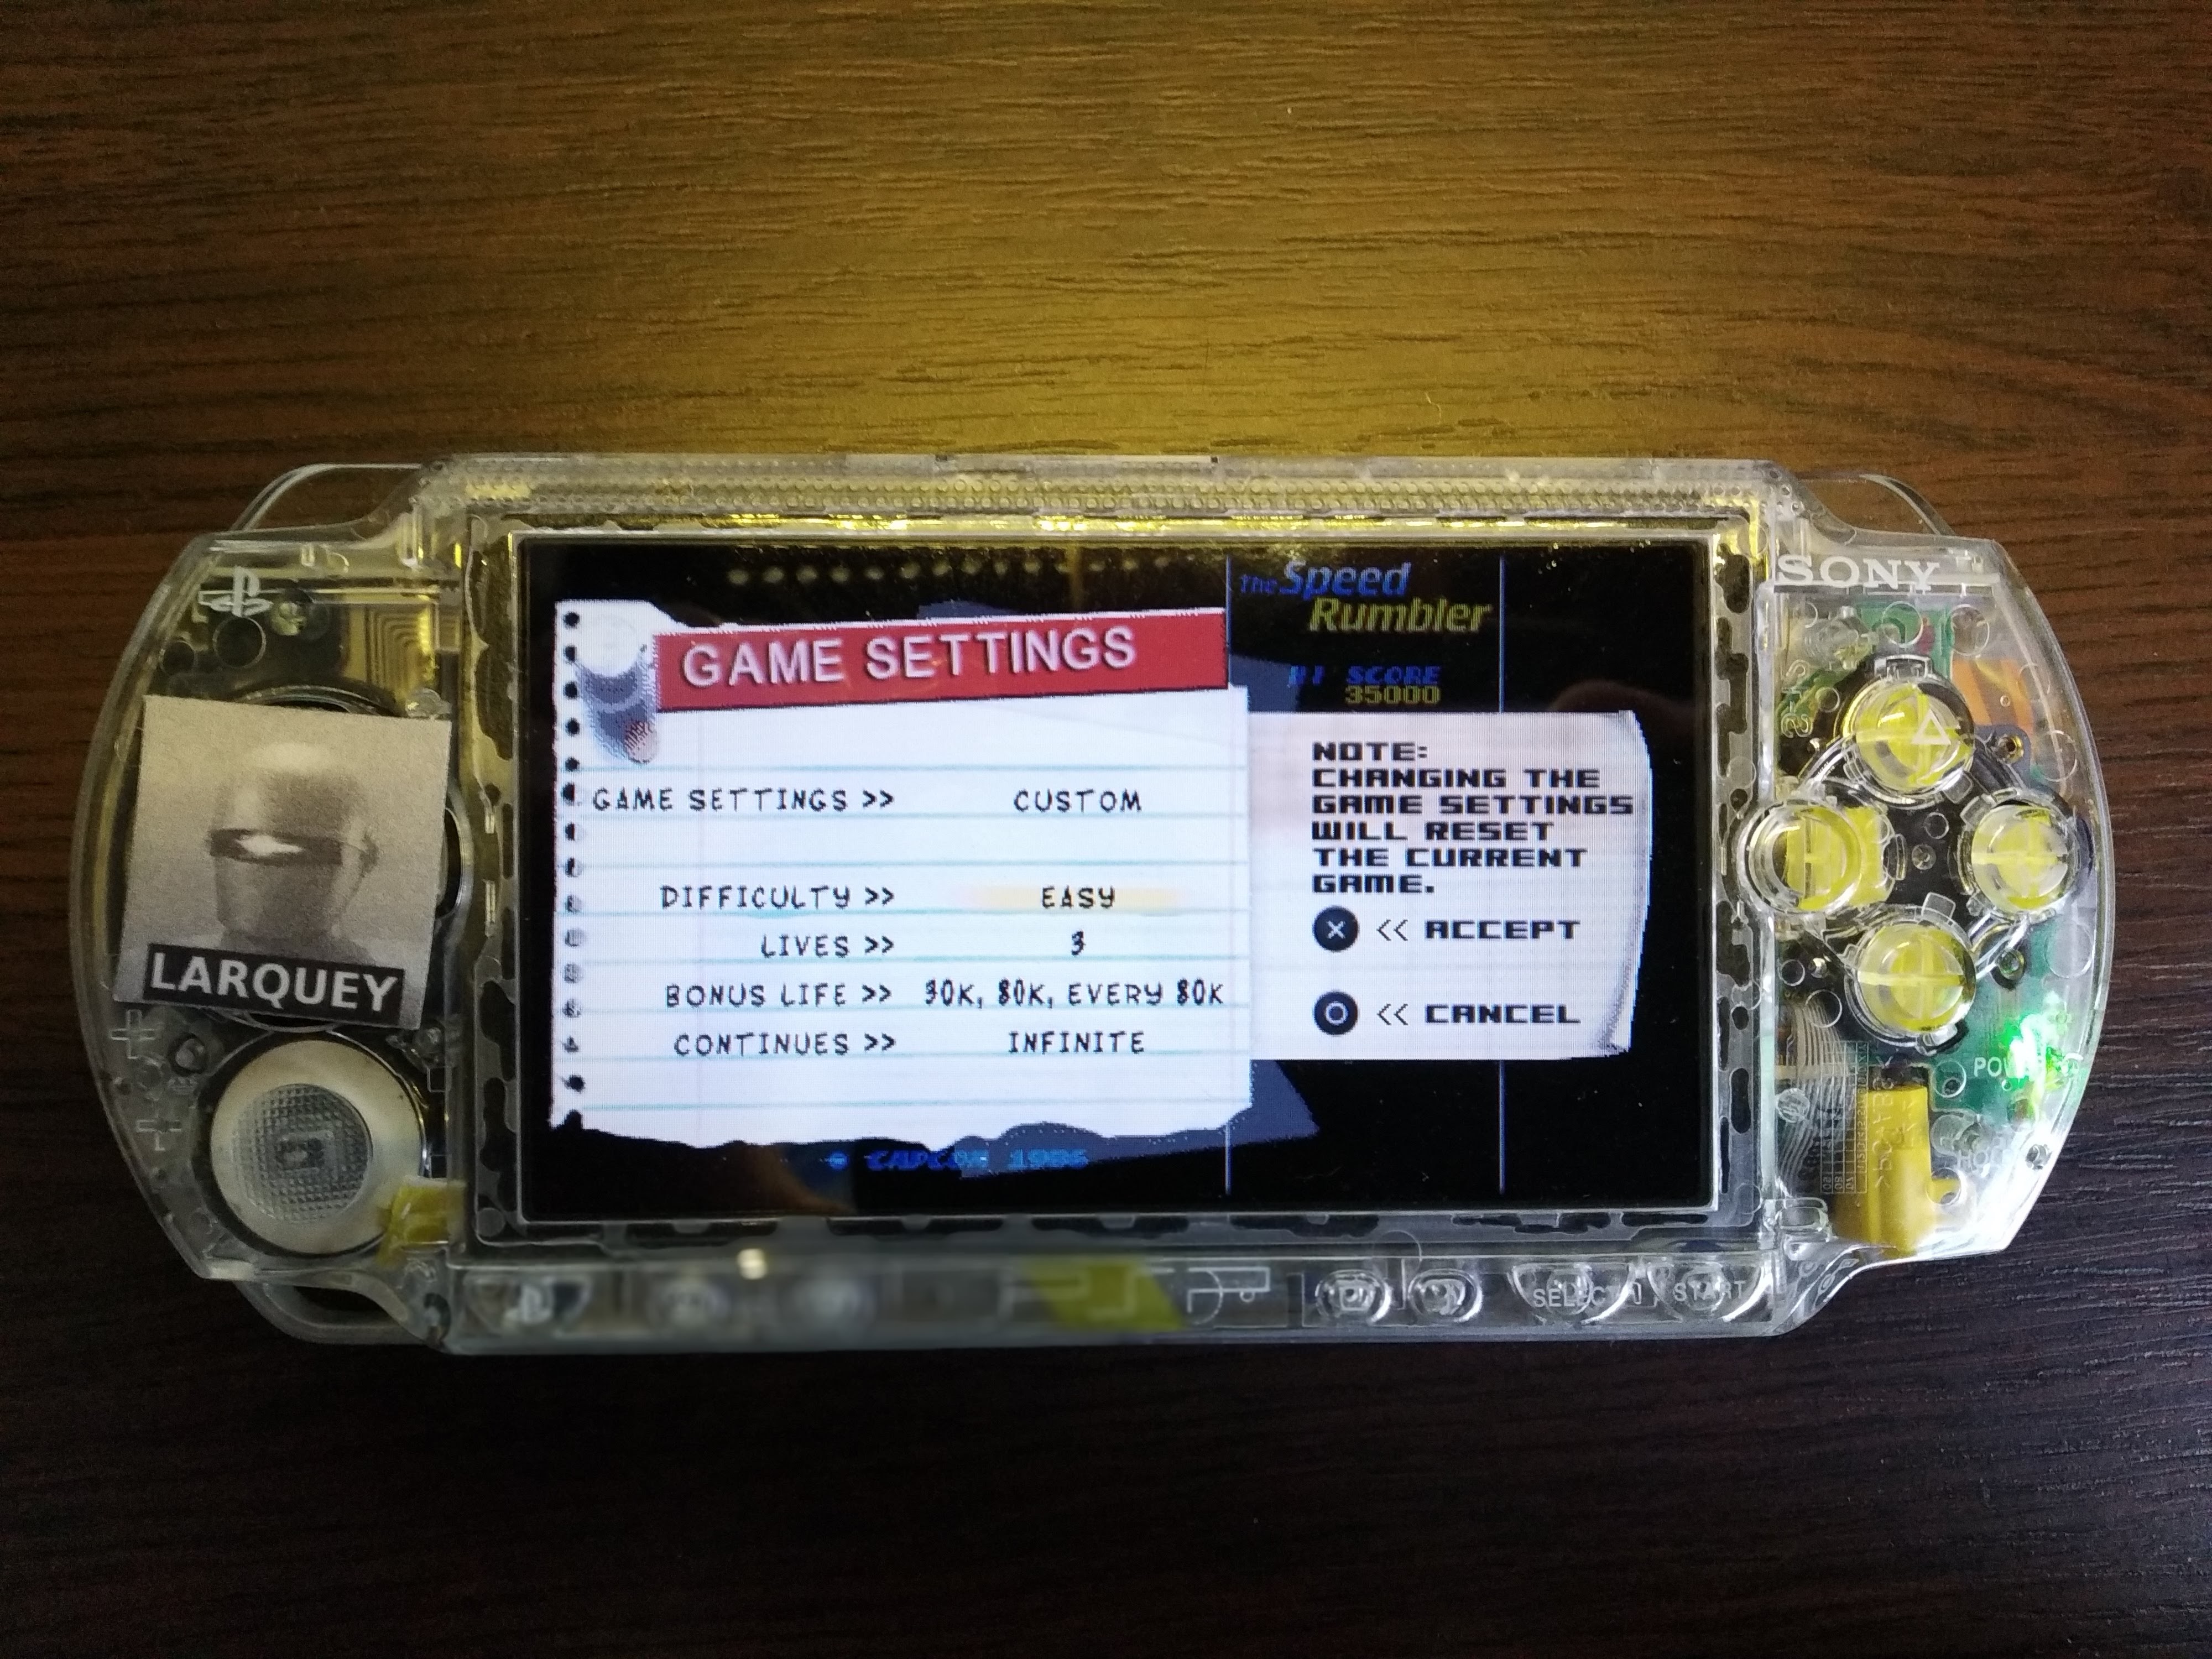 SONY
The Speed
Rumbler
HI SCORE
35000
GAME SETTINGS
GAME SETTINGS >> CUSTOM
DIFFICULTY >> EASY
LIVES >> 3
BONUS LIFE >> 30K, 80K, EVERY 80K
CONTINUES >> INFINITE
NOTE:
CHANGING THE
GAME SETTINGS
WILL RESET
THE CURRENT
GAME.
X << ACCEPT
O << CANCEL
CAPCOM 1986
LARQUEY
SELECT
START